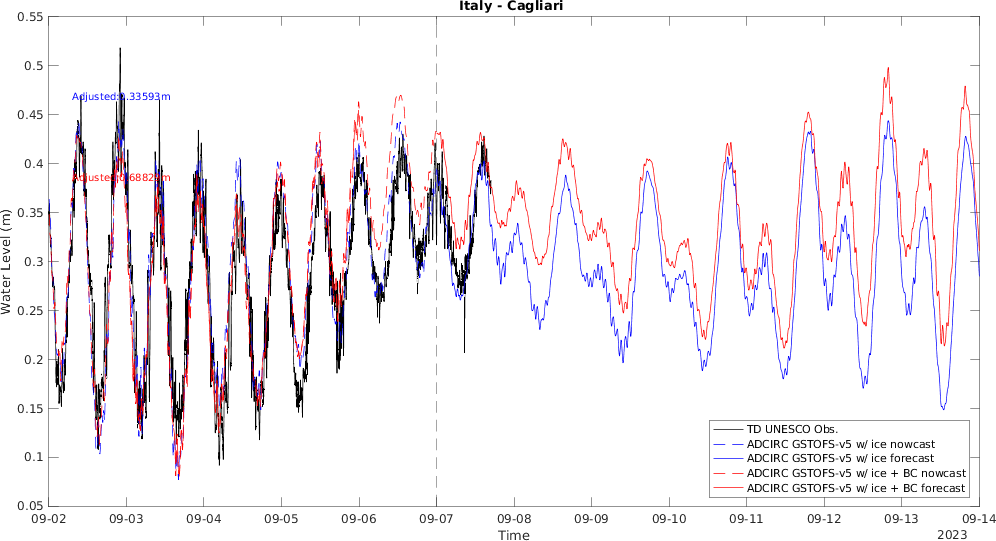 Italy - Cagliari
0.55
0.5
0.45
0.4
0.35
0.3
0.25
0.2
0.15
0.1
0.05
Water Level (m)
Adjusted:0.33593m
TD UNESCO Obs.
ADCIRC GSTOFS-v5 w/ ice nowcast
ADCIRC GSTOFS-v5 w/ ice forecast
ADCIRC GSTOFS-v5 w/ ice + BC nowcast
ADCIRC GSTOFS-v5 w/ ice + BC forecast
09-02 09-03 09-04 09-05 09-06 09-07 09-08 09-09 09-10 09-11 09-12 09-13 09-14
Time
2023